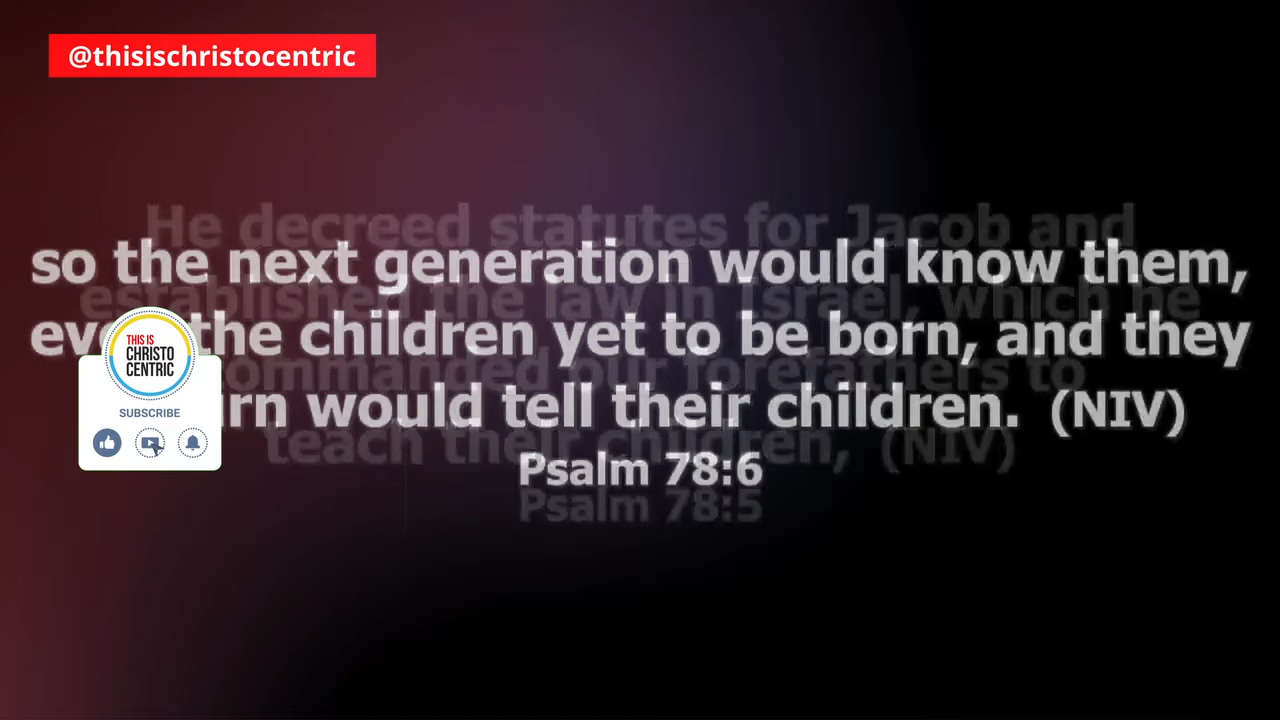 @thisischristocentric
He decreed statutes for Jacob and
so the next generation would know them,
established the law in Israel, which he
the children yet to be born, and they
commanded our forefathers to
would tell their children. (NIV)
teach their children, (NIV)
Psalm 78:6
Psalm 78:5
THIS IS
CHRISTO
CENTRIC
SUBSCRIBE